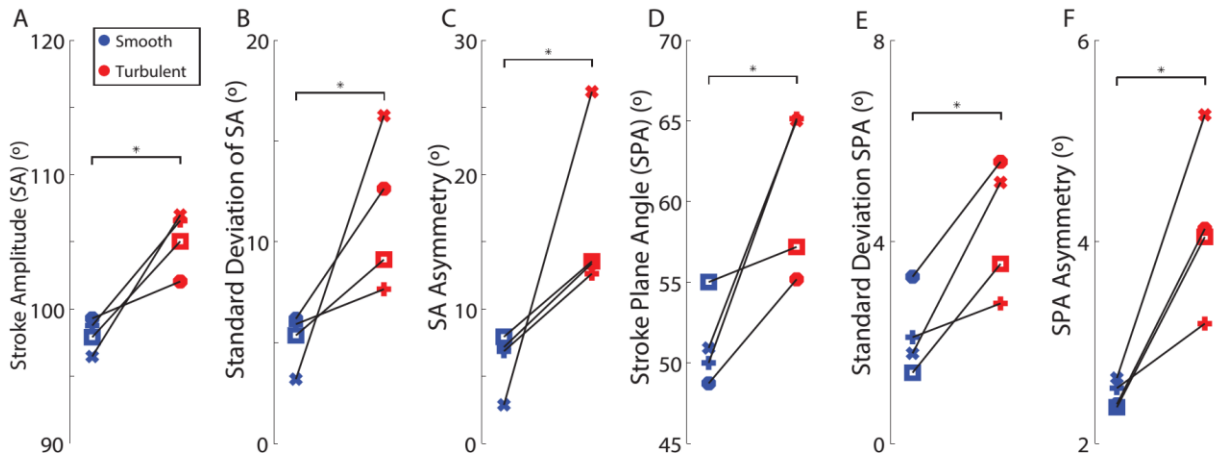 A
B
C
D
E
F
Smooth
Turbulent
Stroke Amplitude (SA) (º)
120
110
100
90
*
Standard Deviation of SA (º)
20
10
0
*
SA Asymmetry (º)
30
20
10
0
*
Stroke Plane Angle (SPA) (º)
70
65
60
55
50
45
*
Standard Deviation SPA (º)
8
4
0
*
SPA Asymmetry (º)
6
4
2
*